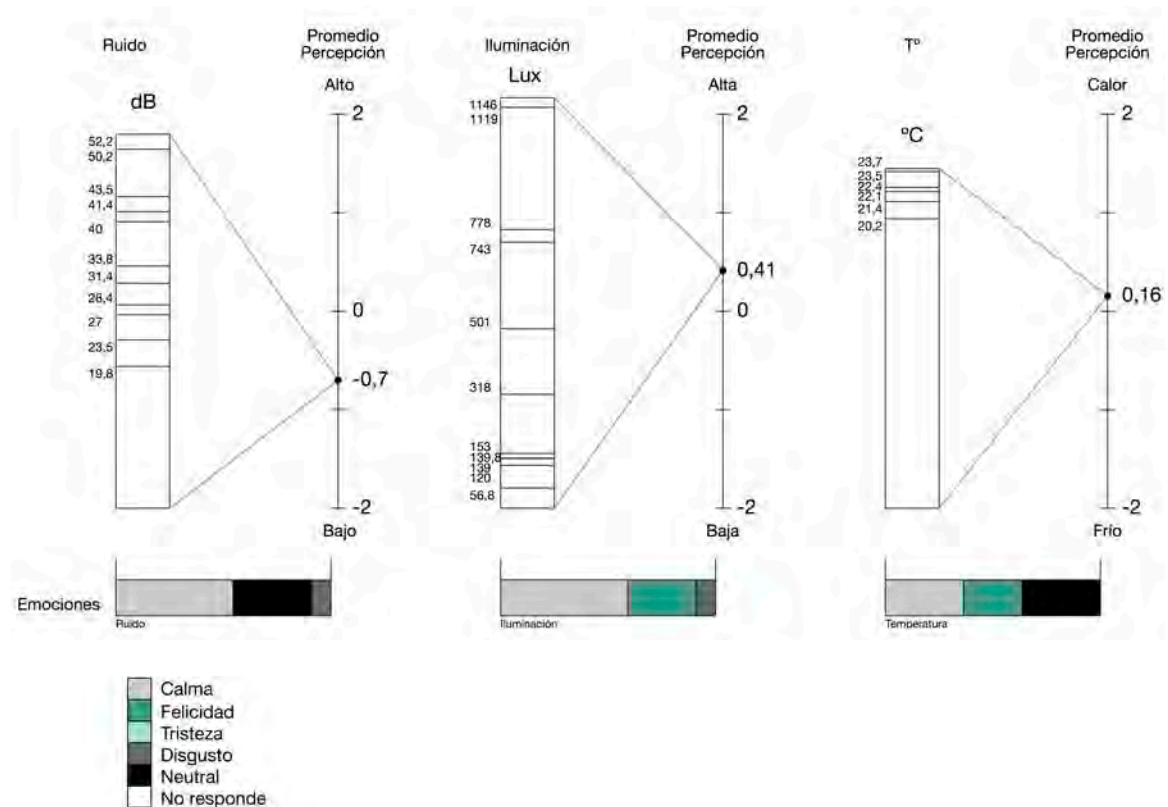 Ruido
Promedio
Percepción
Alto
dB
52,2
50,2
43,5
41,4
40
35,8
31,4
26,4
27
23,5
19,8
2
0
-0,7
-2
Bajo
Iluminación
Promedio
Percepción
Alta
Lux
1146
1119
778
743
501
318
153
139,8
139
120
56,8
2
0,41
0
-2
Baja
Tº
Promedio
Percepción
Calor
ºC
23,7
23,5
22,4
22,1
21,4
20,2
2
0,16
0
-2
Frío
Emociones
Ruido
Iluminación
Temperatura
Calma
Felicidad
Tristeza
Disgusto
Neutral
No responde